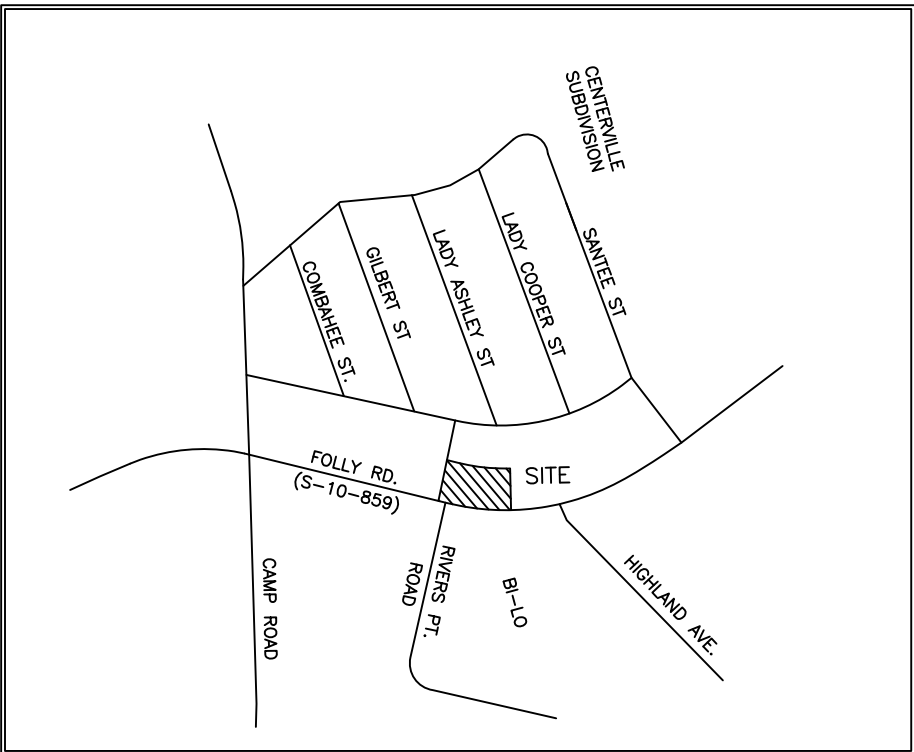 CENTERVILLE
SUBDIVISION
SANTEE ST
LADY COOPER ST
LADY ASHLEY ST
GILBERT ST
COMBAHEE ST.
FOLLY RD.
(S-10-859)
SITE
CAMP ROAD
RIVERS PT.
ROAD
BI-LO
HIGHLAND AVE.